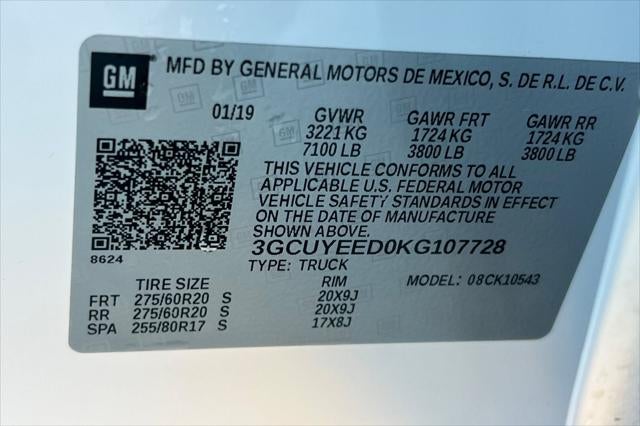 GM
MFD BY GENERAL MOTORS DE MEXICO, S. DE R.L. DE C.V.
01/19 GVWR GAWR FRT GAWR RR
3221 KG 1724 KG 1724 KG
7100 LB 3800 LB 3800 LB
THIS VEHICLE CONFORMS TO ALL
APPLICABLE U.S. FEDERAL MOTOR
VEHICLE SAFETY STANDARDS IN EFFECT
ON THE DATE OF MANUFACTURE
SHOWN ABOVE.
8624 3GCUYEED0KG107728
TYPE: TRUCK MODEL: 08CK10543
TIRE SIZE RIM
FRT 275/60R20 S 20X9J
RR 275/60R20 S 20X9J
SPA 255/80R17 S 17X8J